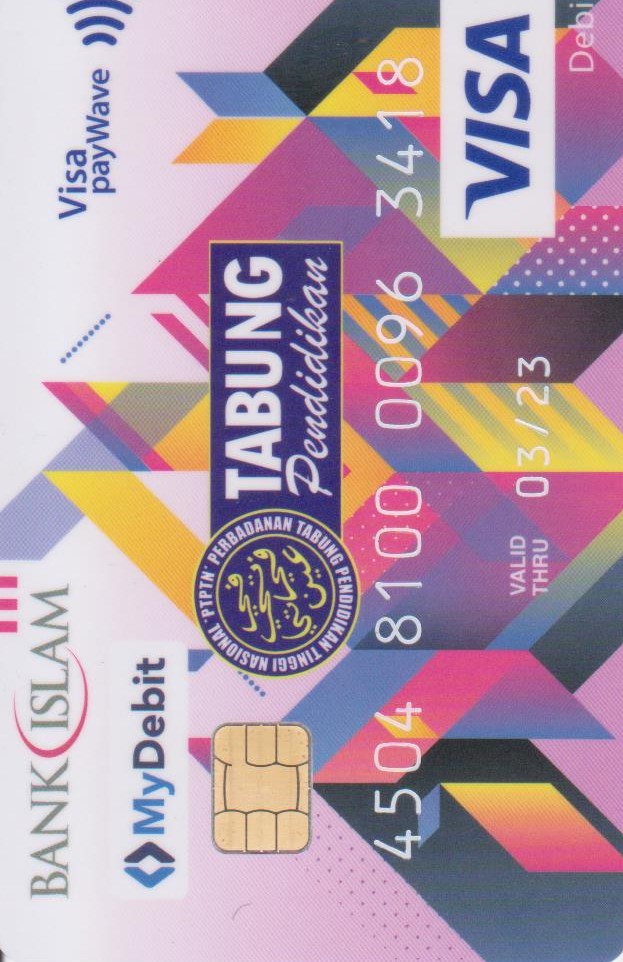 BANK ISLAM
Visa
payWave
MyDebit
TABUNG
Pendidikan
PERBADANAN TABUNG PENDIDIKAN TINGGI NASIONAL · PTPTN ·
4504 8100 0096 3418
VALID
THRU
03/23
Debi
VISA